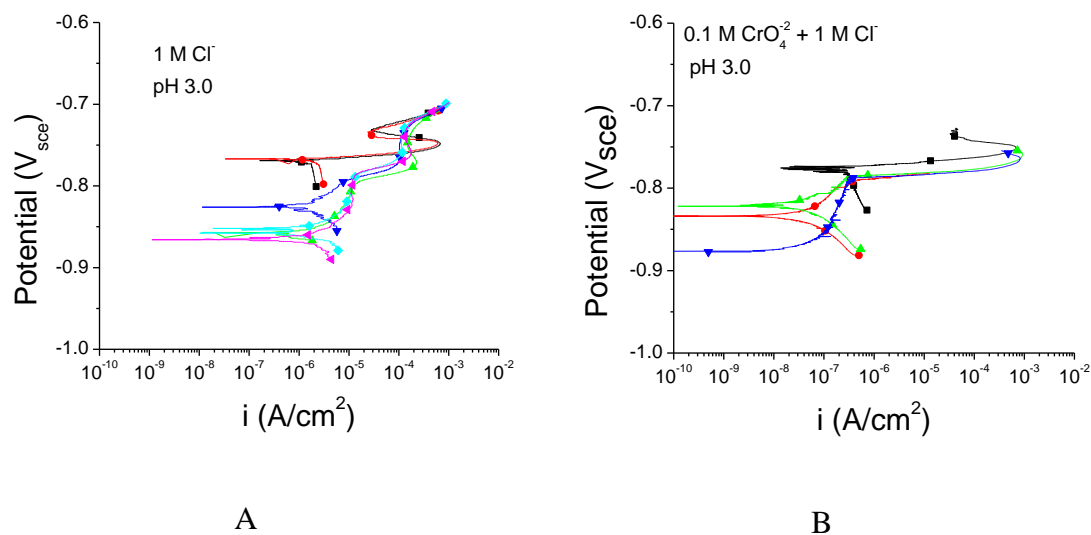 1 M Cl⁻
pH 3.0
-0.6
-0.7
-0.8
-0.9
-1.0
Potential (V_sce)
10⁻¹⁰ 10⁻⁹ 10⁻⁸ 10⁻⁷ 10⁻⁶ 10⁻⁵ 10⁻⁴ 10⁻³ 10⁻²
i (A/cm²)
A
0.1 M CrO₄⁻² + 1 M Cl⁻
pH 3.0
-0.6
-0.7
-0.8
-0.9
-1.0
Potential (V_sce)
10⁻¹⁰ 10⁻⁹ 10⁻⁸ 10⁻⁷ 10⁻⁶ 10⁻⁵ 10⁻⁴ 10⁻³ 10⁻²
i (A/cm²)
B